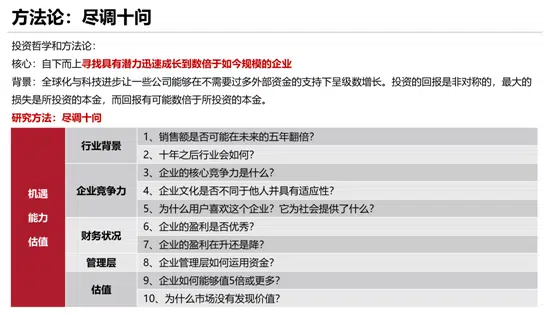 方法论：尽调十问
投资哲学和方法论：
核心：自下而上寻找具有潜力迅速成长到数倍于如今规模的企业
背景：全球化与科技进步让一些公司能够在不需要过多外部资金的支持下呈级数增长。投资的回报是非对称的，最大的
损失是所投资的本金，而回报有可能数倍于所投资的本金。
研究方法：尽调十问
机遇
能力
估值
行业背景
1、销售额是否可能在未来的五年翻倍？
2、十年之后行业会如何？
企业竞争力
3、企业的核心竞争力是什么？
4、企业文化是否不同于他人并具有适应性？
5、为什么用户喜欢这个企业？它为社会提供了什么？
财务状况
6、企业的盈利是否优秀？
7、企业的盈利在升还是降？
管理层
8、企业管理层如何运用资金？
估值
9、企业如何能够值5倍或更多？
10、为什么市场没有发现价值？